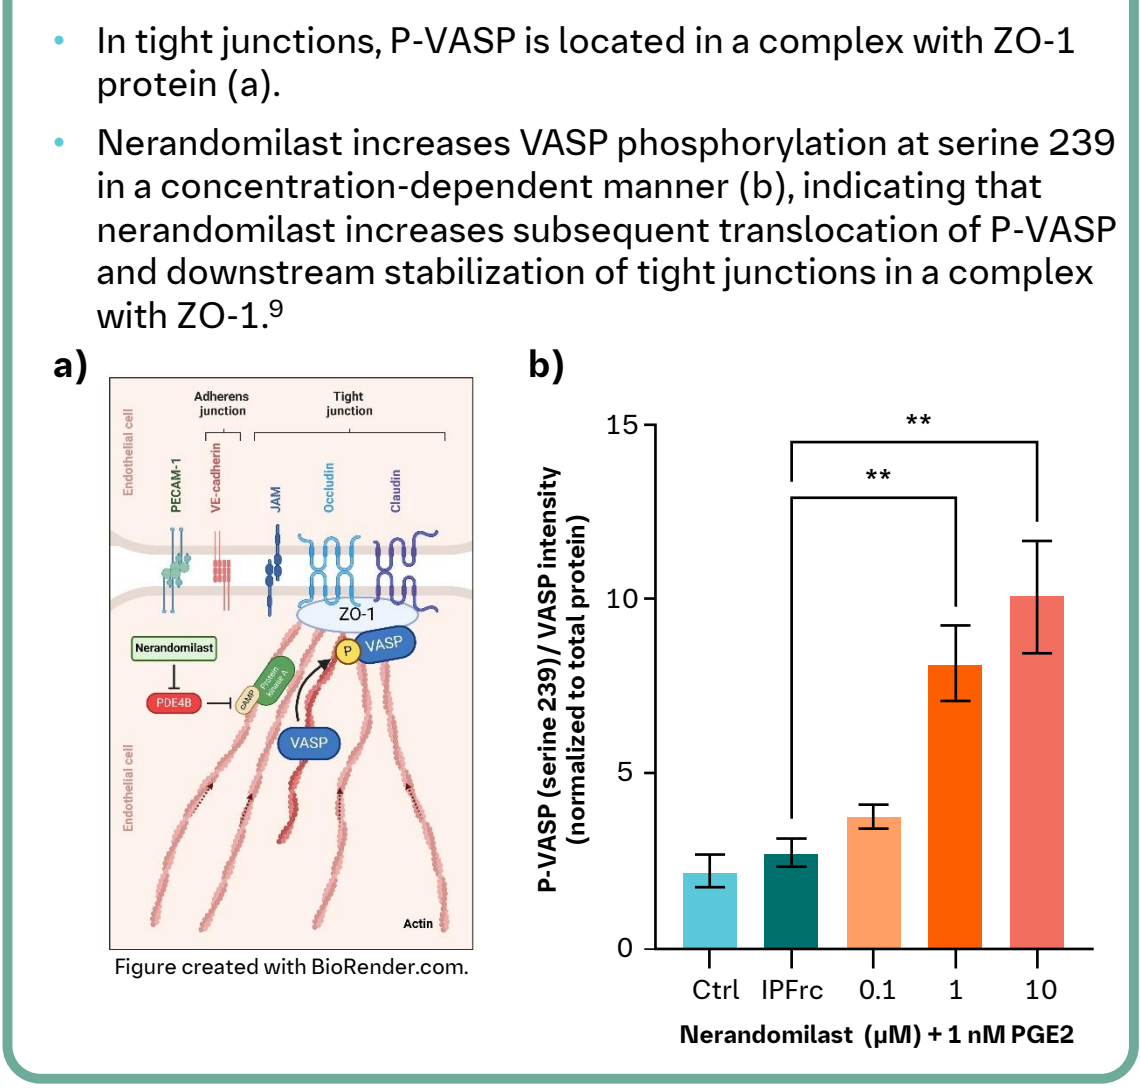 • In tight junctions, P-VASP is located in a complex with ZO-1
protein (a).
• Nerandomilast increases VASP phosphorylation at serine 239
in a concentration-dependent manner (b), indicating that
nerandomilast increases subsequent translocation of P-VASP
and downstream stabilization of tight junctions in a complex
with ZO-1.⁹
a)
Adherens
junction
Tight
junction
Endothelial cell
PECAM-1
VE-cadherin
JAM
Occludin
Claudin
ZO-1
Nerandomilast
P
VASP
Protein
kinase A
cAMP
PDE4B
VASP
Endothelial cell
Actin
Figure created with BioRender.com.
b)
P-VASP (serine 239) / VASP intensity
(normalized to total protein)
15
10
5
0
**
**
Ctrl
IPFrc
0.1
1
10
Nerandomilast (µM) + 1 nM PGE2